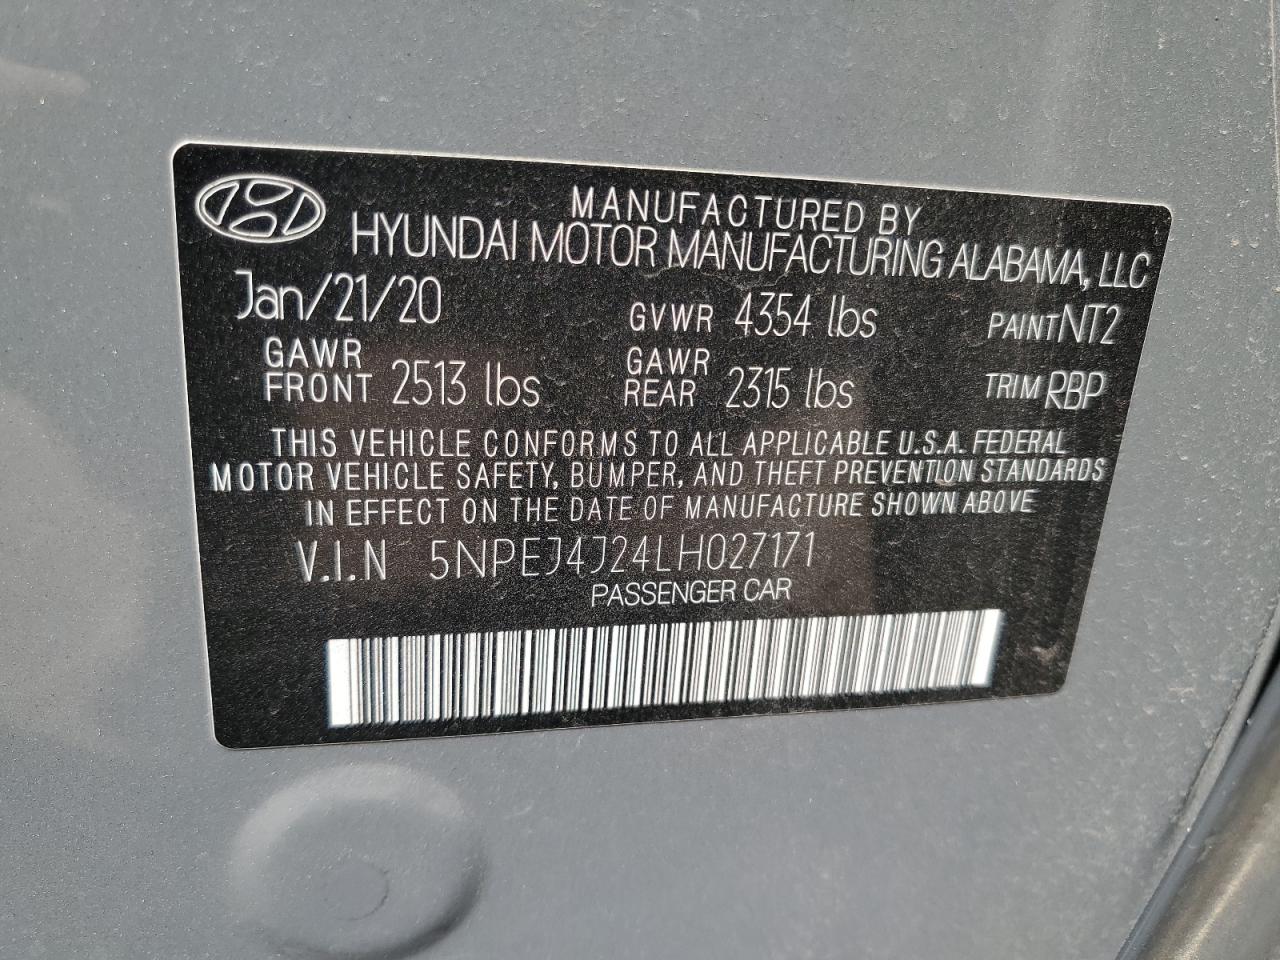 MANUFACTURED BY
HYUNDAI MOTOR MANUFACTURING ALABAMA, LLC
Jan/21/20 GVWR 4354 lbs PAINT NT2
GAWR FRONT 2513 lbs GAWR REAR 2315 lbs TRIM RBP
THIS VEHICLE CONFORMS TO ALL APPLICABLE U.S.A. FEDERAL
MOTOR VEHICLE SAFETY, BUMPER, AND THEFT PREVENTION STANDARDS
IN EFFECT ON THE DATE OF MANUFACTURE SHOWN ABOVE
V.I.N 5NPEJ4J24LH027171
PASSENGER CAR